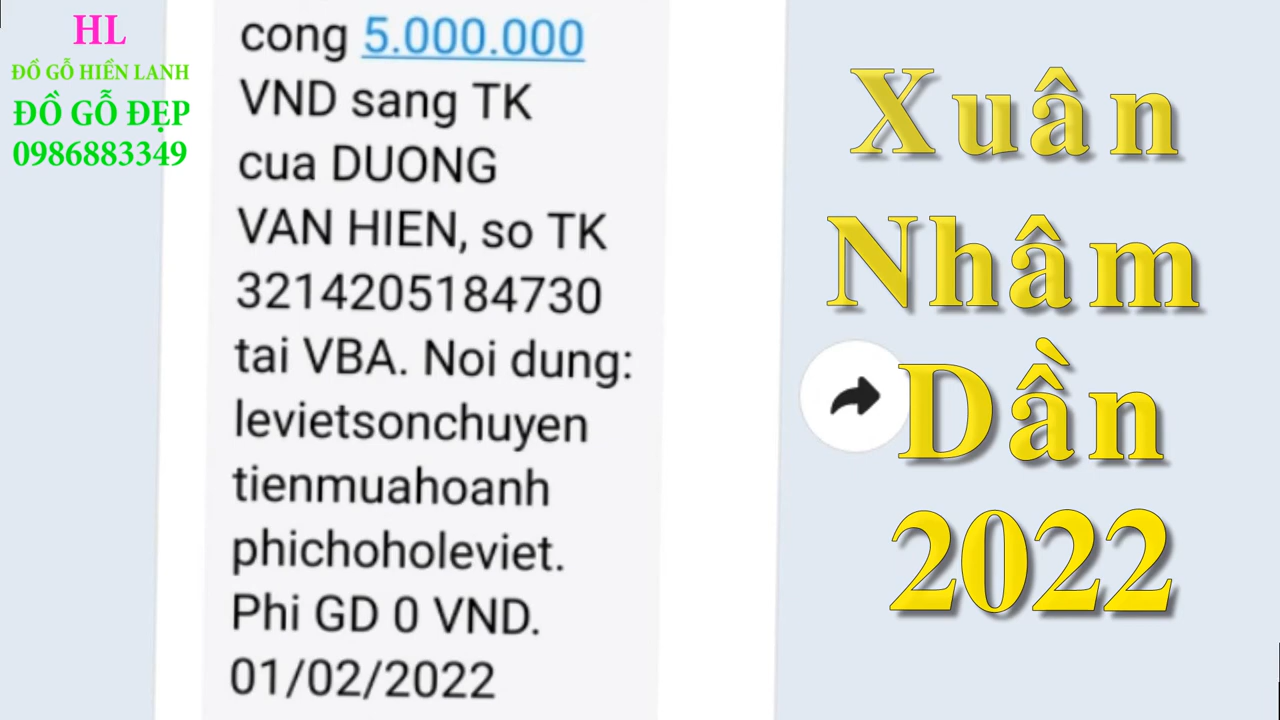 HL
ĐỒ GỖ HIỀN LANH
ĐỒ GỖ ĐẸP
0986883349
cong 5.000.000
VND sang TK
cua DUONG
VAN HIEN, so TK
3214205184730
tai VBA. Noi dung:
levietsonchuyen
tienmuahoanh
phichoholeviet.
Phi GD 0 VND.
01/02/2022
Xuân
Nhâm
Dần
2022